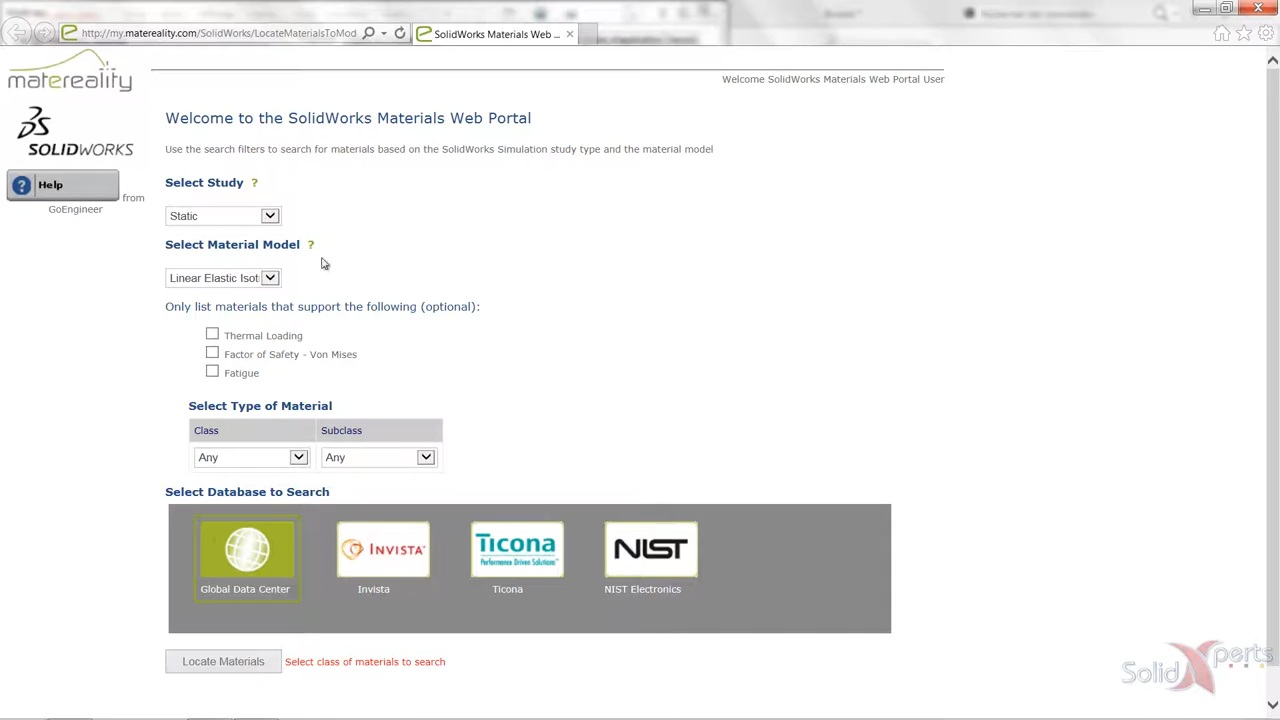 http://my.matereality.com/SolidWorks/LocateMaterialsToMod
SolidWorks Materials Web ...
matereality
Welcome SolidWorks Materials Web Portal User
SOLIDWORKS
Help
from
GoEngineer
Welcome to the SolidWorks Materials Web Portal
Use the search filters to search for materials based on the SolidWorks Simulation study type and the material model
Select Study ?
Static
Select Material Model ?
Linear Elastic Isot
Only list materials that support the following (optional):
Thermal Loading
Factor of Safety - Von Mises
Fatigue
Select Type of Material
Class Subclass
Any Any
Select Database to Search
INVISTA Ticona NIST
Performance Driven Solutions™
Global Data Center Invista Ticona NIST Electronics
Locate Materials Select class of materials to search
SolidXperts